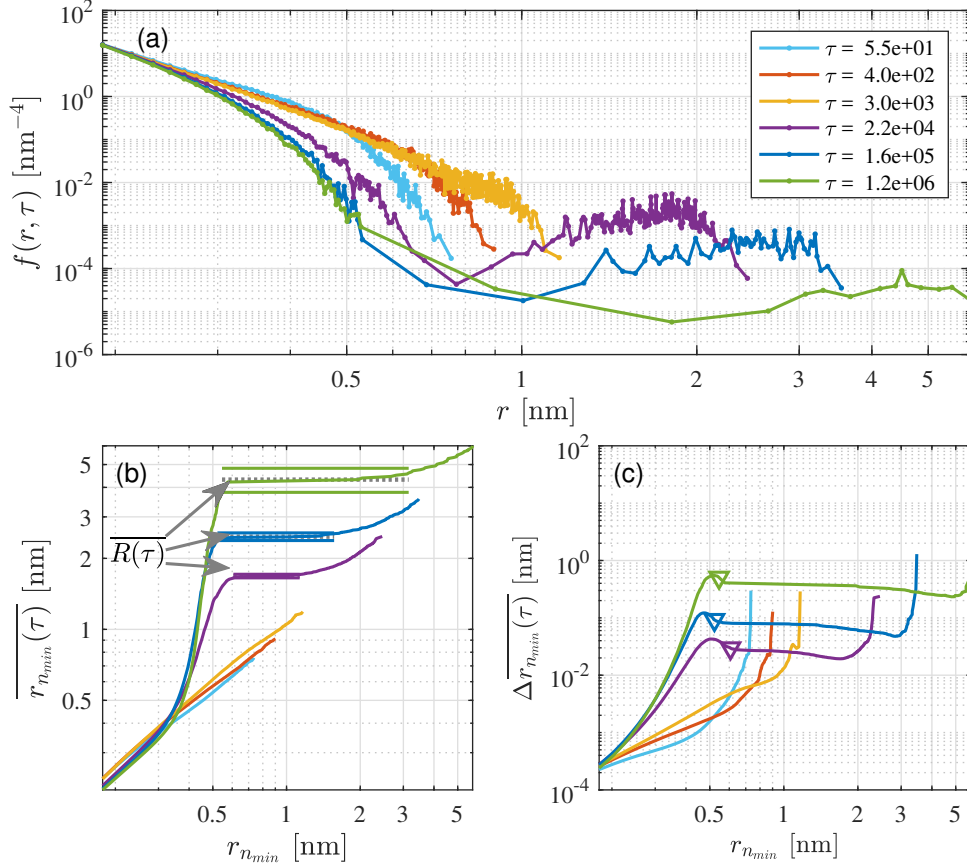 (a)
10^2
10^0
10^{-2}
10^{-4}
10^{-6}
f(r, τ) [nm^{−4}]
τ = 5.5e+01
τ = 4.0e+02
τ = 3.0e+03
τ = 2.2e+04
τ = 1.6e+05
τ = 1.2e+06
0.5 1 2 3 4 5
r [nm]
(b)
5
3
2
1
0.5
\overline{r_{n_{min}}(τ)} [nm]
\overline{R(τ)}
0.5 1 2 3 5
r_{n_{min}} [nm]
(c)
10^2
10^0
10^{-2}
10^{-4}
Δ\overline{r_{n_{min}}(τ)} [nm]
0.5 1 2 3 5
r_{n_{min}} [nm]